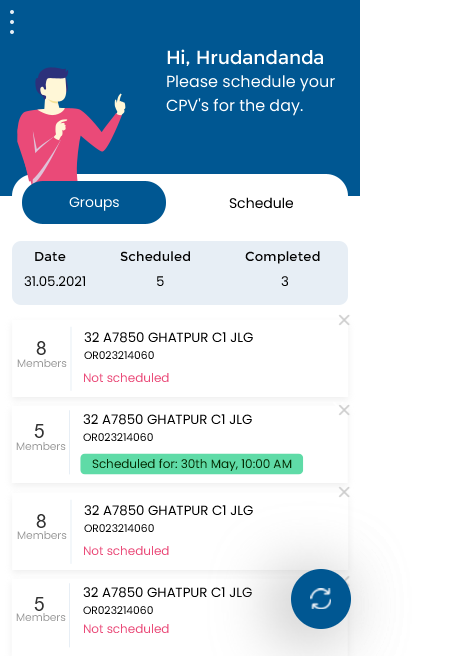 Hi, Hrudandanda
Please schedule your
CPV's for the day.
Groups Schedule
Date Scheduled Completed
31.05.2021 5 3
8
Members
32 A7850 GHATPUR C1 JLG
OR023214060
Not scheduled
5
Members
32 A7850 GHATPUR C1 JLG
OR023214060
Scheduled for: 30th May, 10:00 AM
8
Members
32 A7850 GHATPUR C1 JLG
OR023214060
Not scheduled
5
Members
32 A7850 GHATPUR C1 JLG
OR023214060
Not scheduled